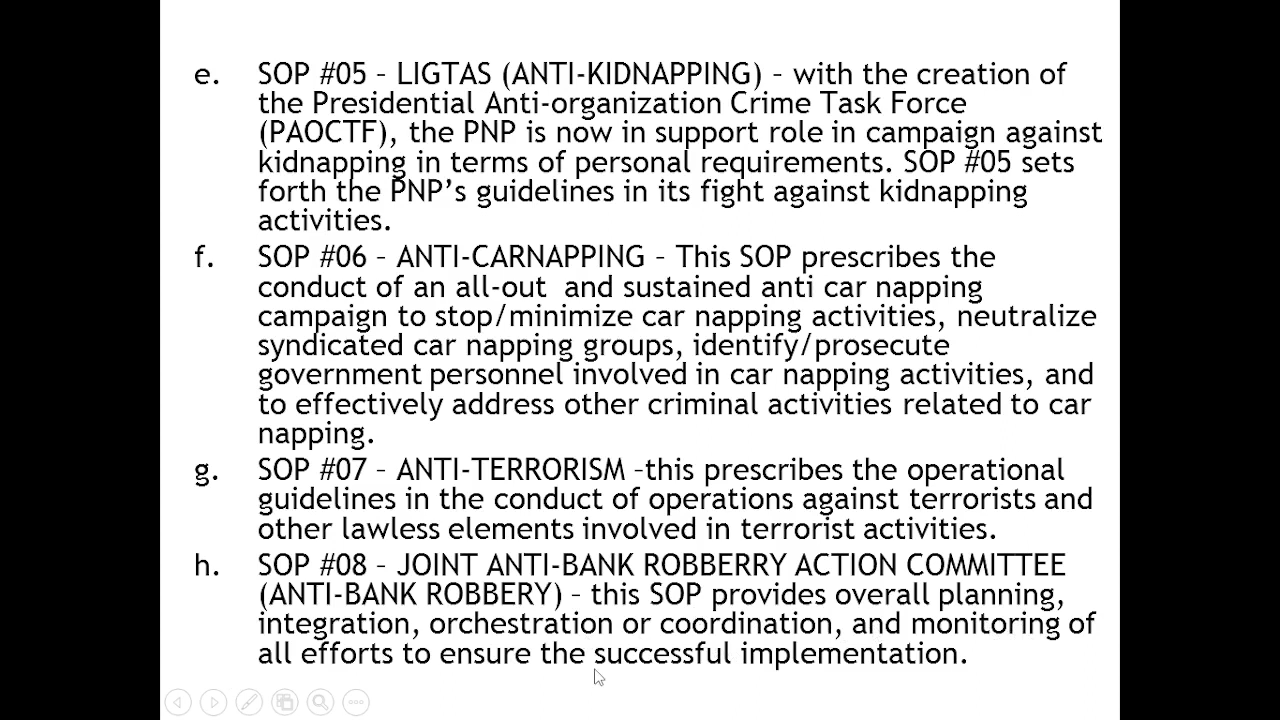 e. SOP #05 – LIGTAS (ANTI-KIDNAPPING) – with the creation of
the Presidential Anti-organization Crime Task Force
(PAOCTF), the PNP is now in support role in campaign against
kidnapping in terms of personal requirements. SOP #05 sets
forth the PNP's guidelines in its fight against kidnapping
activities.
f. SOP #06 – ANTI-CARNAPPING – This SOP prescribes the
conduct of an all-out  and sustained anti car napping
campaign to stop/minimize car napping activities, neutralize
syndicated car napping groups, identify/prosecute
government personnel involved in car napping activities, and
to effectively address other criminal activities related to car
napping.
g. SOP #07 – ANTI-TERRORISM –this prescribes the operational
guidelines in the conduct of operations against terrorists and
other lawless elements involved in terrorist activities.
h. SOP #08 – JOINT ANTI-BANK ROBBERRY ACTION COMMITTEE
(ANTI-BANK ROBBERY) – this SOP provides overall planning,
integration, orchestration or coordination, and monitoring of
all efforts to ensure the successful implementation.